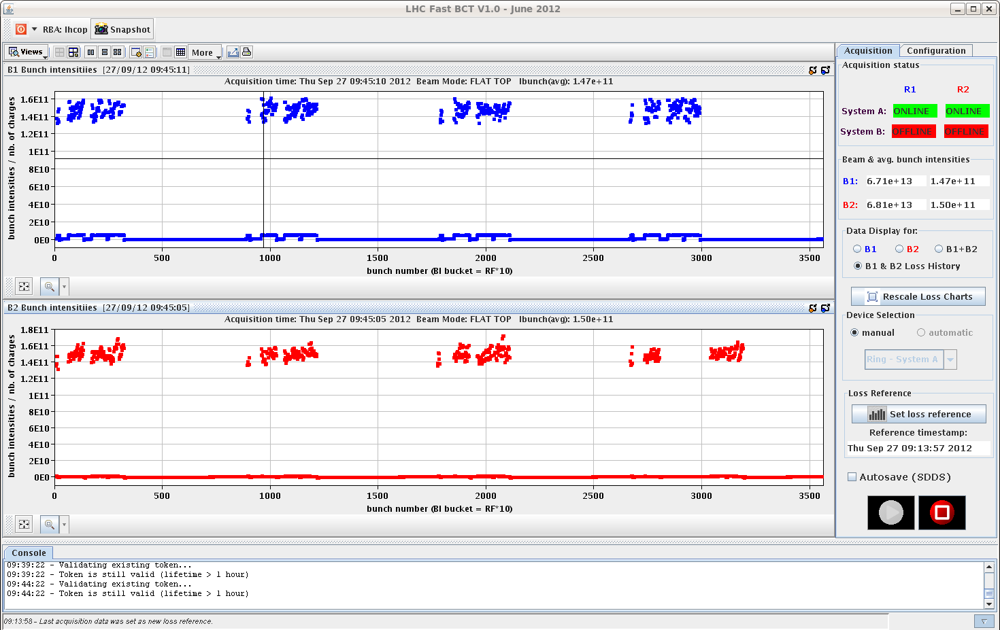 LHC Fast BCT V1.0 - June 2012
RBA: lhcop Snapshot
Views More
B1 Bunch intensitiies [27/09/12 09:45:11]
Acquisition time: Thu Sep 27 09:45:10 2012 Beam Mode: FLAT TOP Ibunch(avg): 1.47e+11
bunch intensities / nb. of charges
1.6E11
1.4E11
1.2E11
1E11
8E10
6E10
4E10
2E10
0E0
0 500 1000 1500 2000 2500 3000 3500
bunch number (BI bucket = RF*10)
B2 Bunch intensitiies [27/09/12 09:45:05]
Acquisition time: Thu Sep 27 09:45:05 2012 Beam Mode: FLAT TOP Ibunch(avg): 1.50e+11
bunch intensities / nb. of charges
1.8E11
1.6E11
1.4E11
1.2E11
1E11
8E10
6E10
4E10
2E10
0E0
0 500 1000 1500 2000 2500 3000 3500
bunch number (BI bucket = RF*10)
Acquisition Configuration
Acquisition status
R1 R2
System A: ONLINE ONLINE
System B: OFFLINE OFFLINE
Beam & avg. bunch intensities
B1: 6.71e+13 1.47e+11
B2: 6.81e+13 1.50e+11
Data Display for:
B1 B2 B1+B2
B1 & B2 Loss History
Rescale Loss Charts
Device Selection
manual automatic
Ring - System A
Loss Reference
Set loss reference
Reference timestamp:
Thu Sep 27 09:13:57 2012
Autosave (SDDS)
Console
09:39:22 - Validating existing token...
09:39:22 - Token is still valid (lifetime > 1 hour)
09:44:22 - Validating existing token...
09:44:22 - Token is still valid (lifetime > 1 hour)
09:13:58 - Last acquisition data was set as new loss reference.